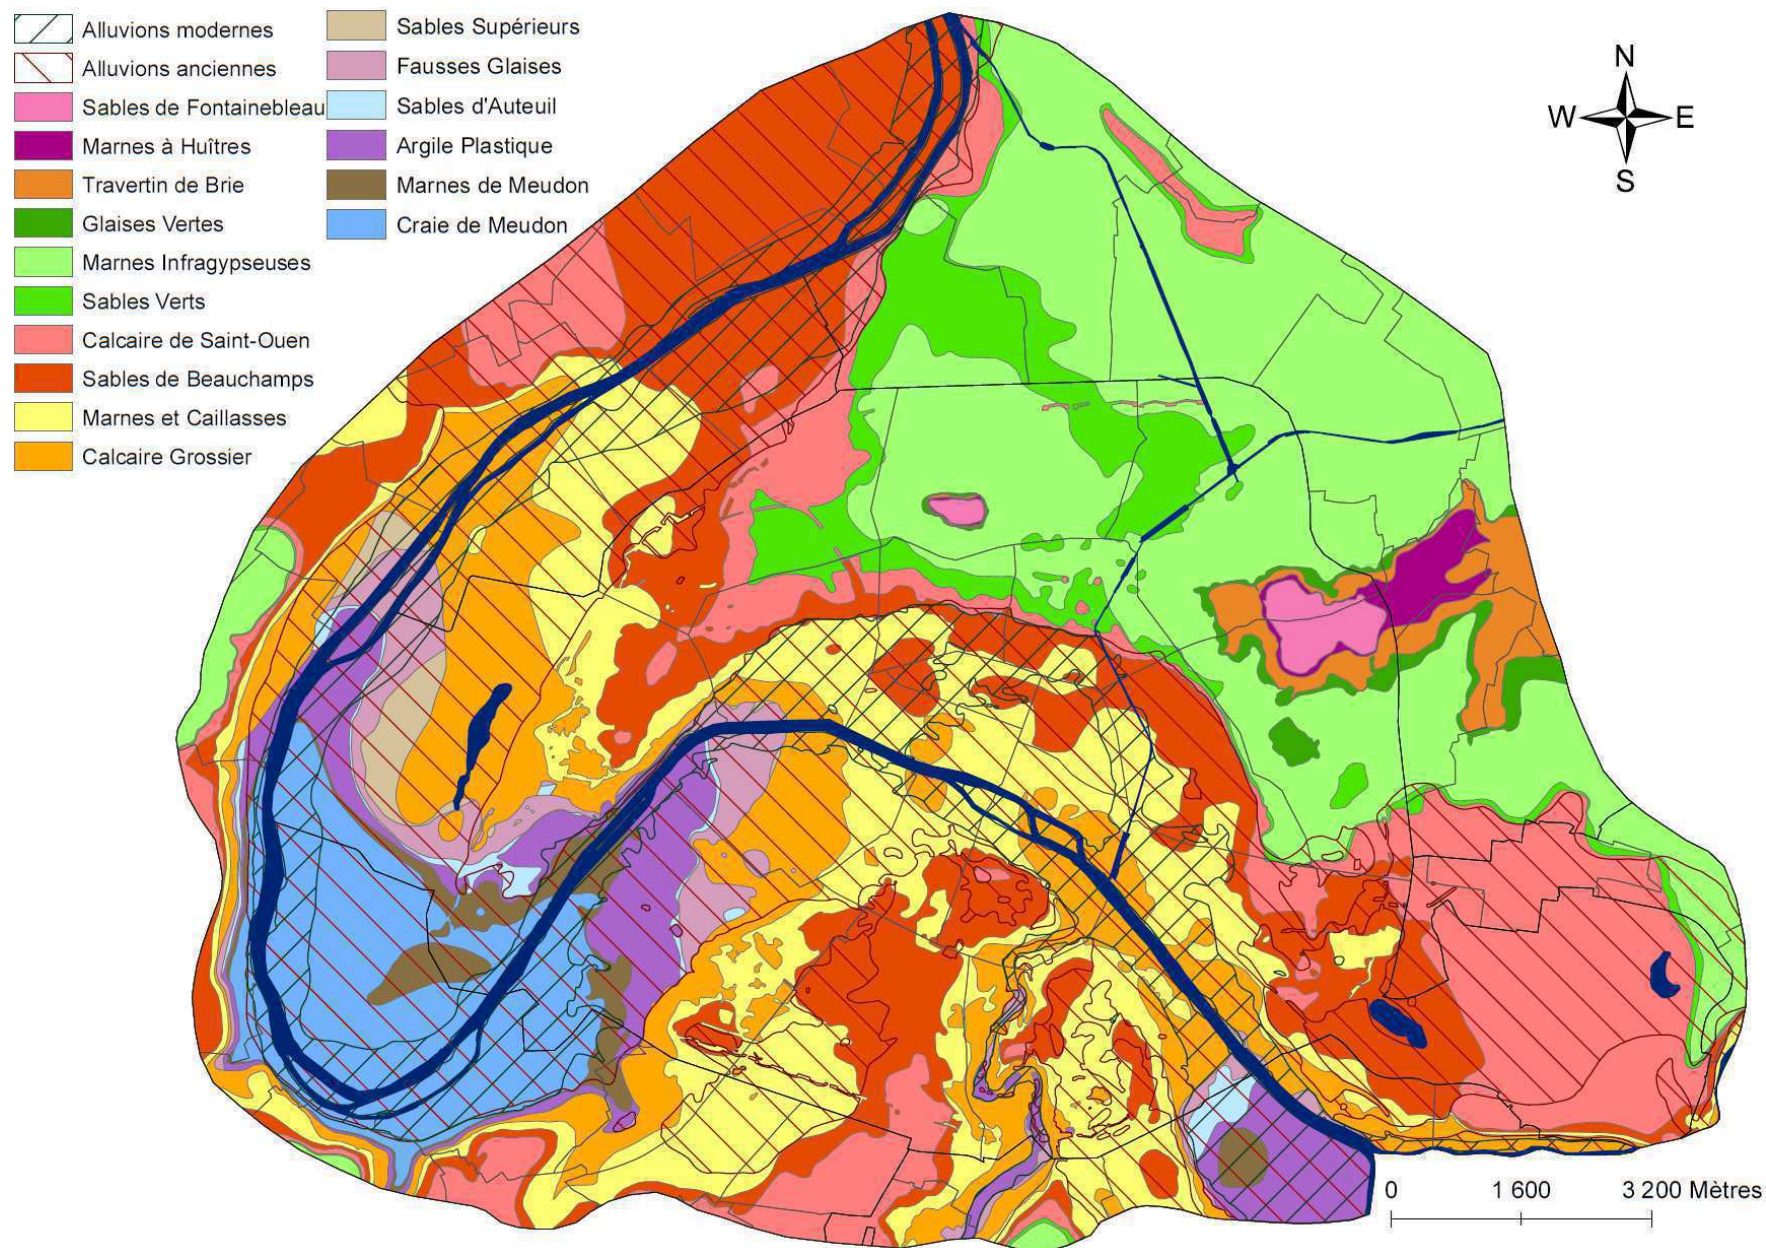 Alluvions modernes
Alluvions anciennes
Sables de Fontainebleau
Marnes à Huîtres
Travertin de Brie
Glaises Vertes
Marnes Infragypseuses
Sables Verts
Calcaire de Saint-Ouen
Sables de Beauchamps
Marnes et Caillasses
Calcaire Grossier
Sables Supérieurs
Fausses Glaises
Sables d'Auteuil
Argile Plastique
Marnes de Meudon
Craie de Meudon
N
W E
S
0 1 600 3 200 Mètres